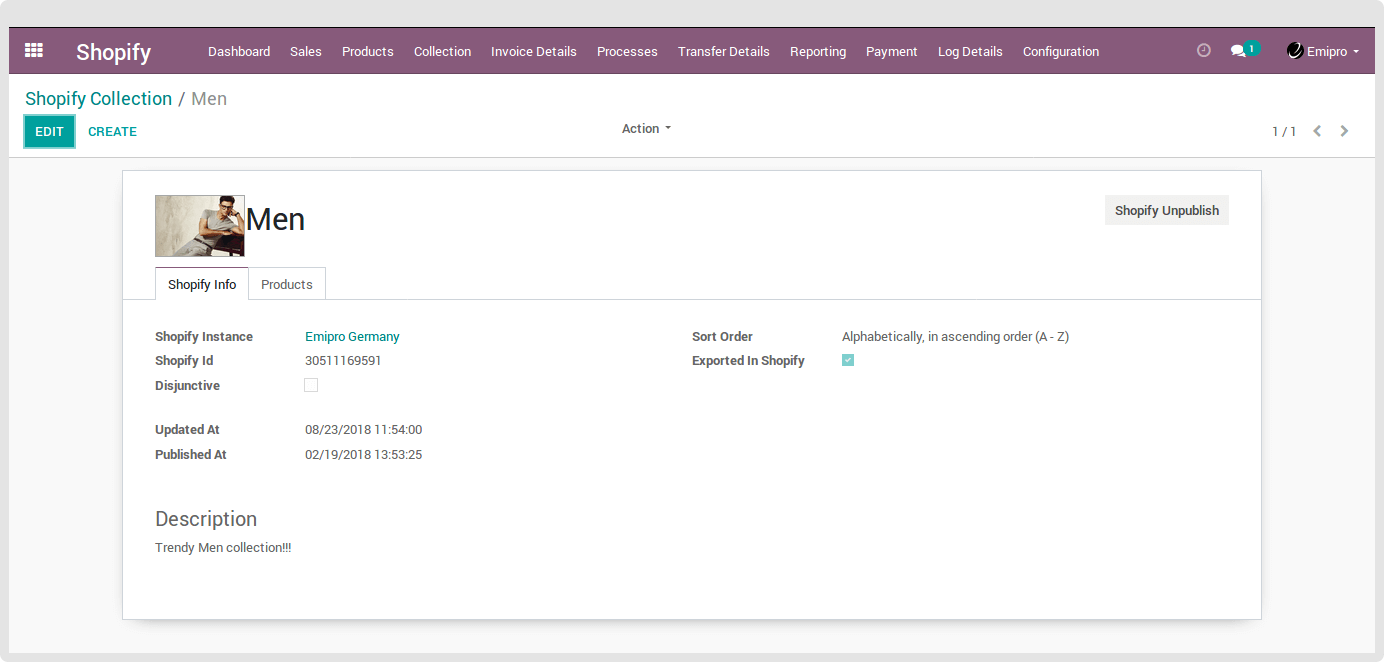 Shopify Dashboard Sales Products Collection Invoice Details Processes Transfer Details Reporting Payment Log Details Configuration 1 Emipro
Shopify Collection / Men
EDIT CREATE Action 1 / 1
Men Shopify Unpublish
Shopify Info Products
Shopify Instance Emipro Germany Sort Order Alphabetically, in ascending order (A - Z)
Shopify Id 30511169591 Exported In Shopify
Disjunctive
Updated At 08/23/2018 11:54:00
Published At 02/19/2018 13:53:25
Description
Trendy Men collection!!!